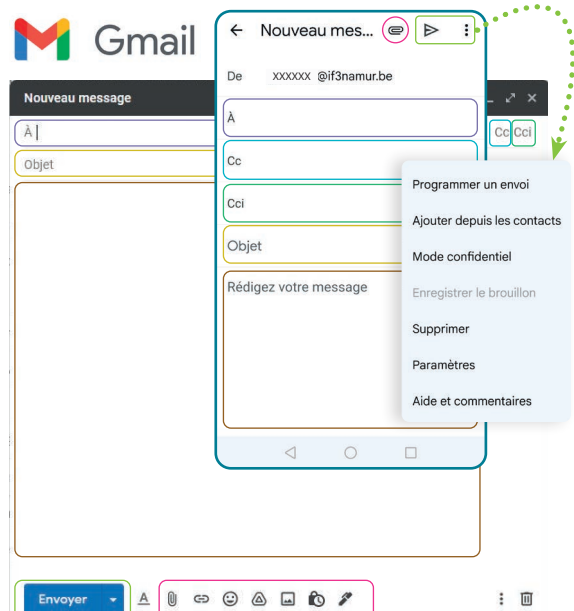 Gmail
Nouveau message
À
Cc Cci
Objet
Envoyer
Nouveau mes...
De xxxxxx @if3namur.be
À
Cc
Cci
Objet
Rédigez votre message
Programmer un envoi
Ajouter depuis les contacts
Mode confidentiel
Enregistrer le brouillon
Supprimer
Paramètres
Aide et commentaires